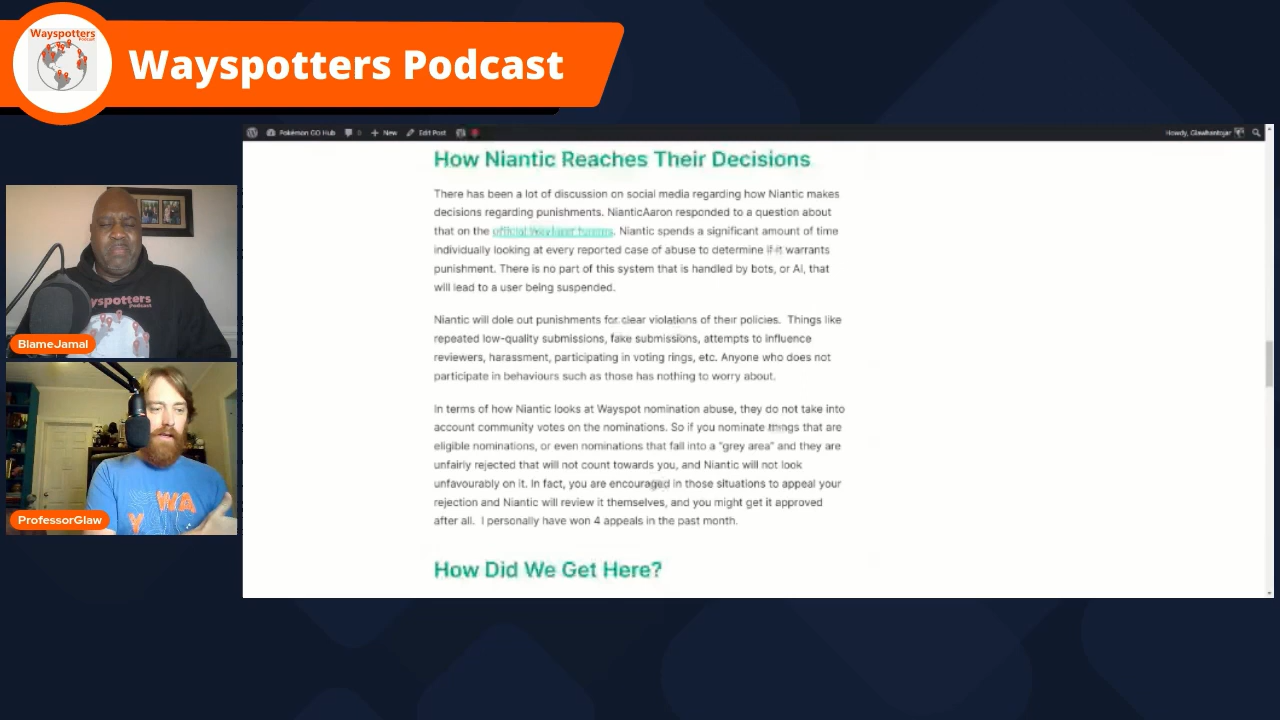 Wayspotters
Podcast
Wayspotters Podcast
Pokémon GO Hub 0 New Edit Post
Howdy, Glawhantojar
How Niantic Reaches Their Decisions
There has been a lot of discussion on social media regarding how Niantic makes
decisions regarding punishments. NianticAaron responded to a question about
that on the official Wayfarer forums. Niantic spends a significant amount of time
individually looking at every reported case of abuse to determine if it warrants
punishment. There is no part of this system that is handled by bots, or AI, that
will lead to a user being suspended.
Niantic will dole out punishments for clear violations of their policies. Things like
repeated low-quality submissions, fake submissions, attempts to influence
reviewers, harassment, participating in voting rings, etc. Anyone who does not
participate in behaviours such as those has nothing to worry about.
In terms of how Niantic looks at Wayspot nomination abuse, they do not take into
account community votes on the nominations. So if you nominate things that are
eligible nominations, or even nominations that fall into a "grey area" and they are
unfairly rejected that will not count towards you, and Niantic will not look
unfavourably on it. In fact, you are encouraged in those situations to appeal your
rejection and Niantic will review it themselves, and you might get it approved
after all. I personally have won 4 appeals in the past month.
How Did We Get Here?
yspotters
Podcast
BlameJamal
WA
Y
ProfessorGlaw